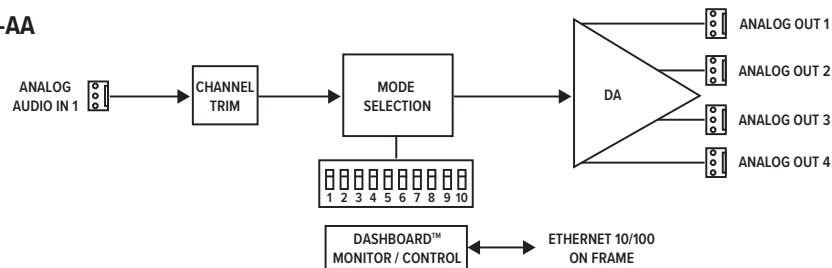 -AA
ANALOG
AUDIO IN 1
CHANNEL
TRIM
MODE
SELECTION
1 2 3 4 5 6 7 8 9 10
DA
ANALOG OUT 1
ANALOG OUT 2
ANALOG OUT 3
ANALOG OUT 4
DASHBOARD™
MONITOR / CONTROL
ETHERNET 10/100
ON FRAME